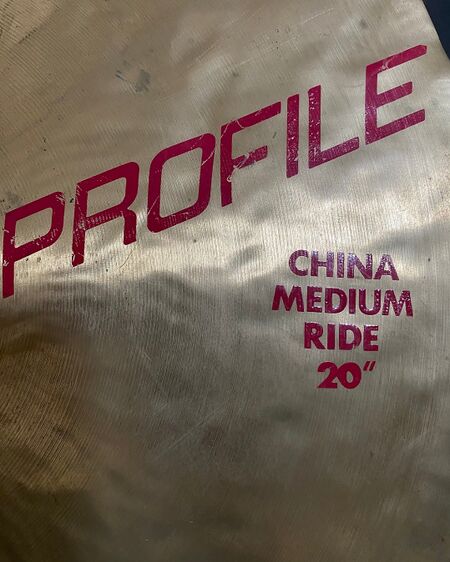 PROFILE
CHINA
MEDIUM
RIDE
20"